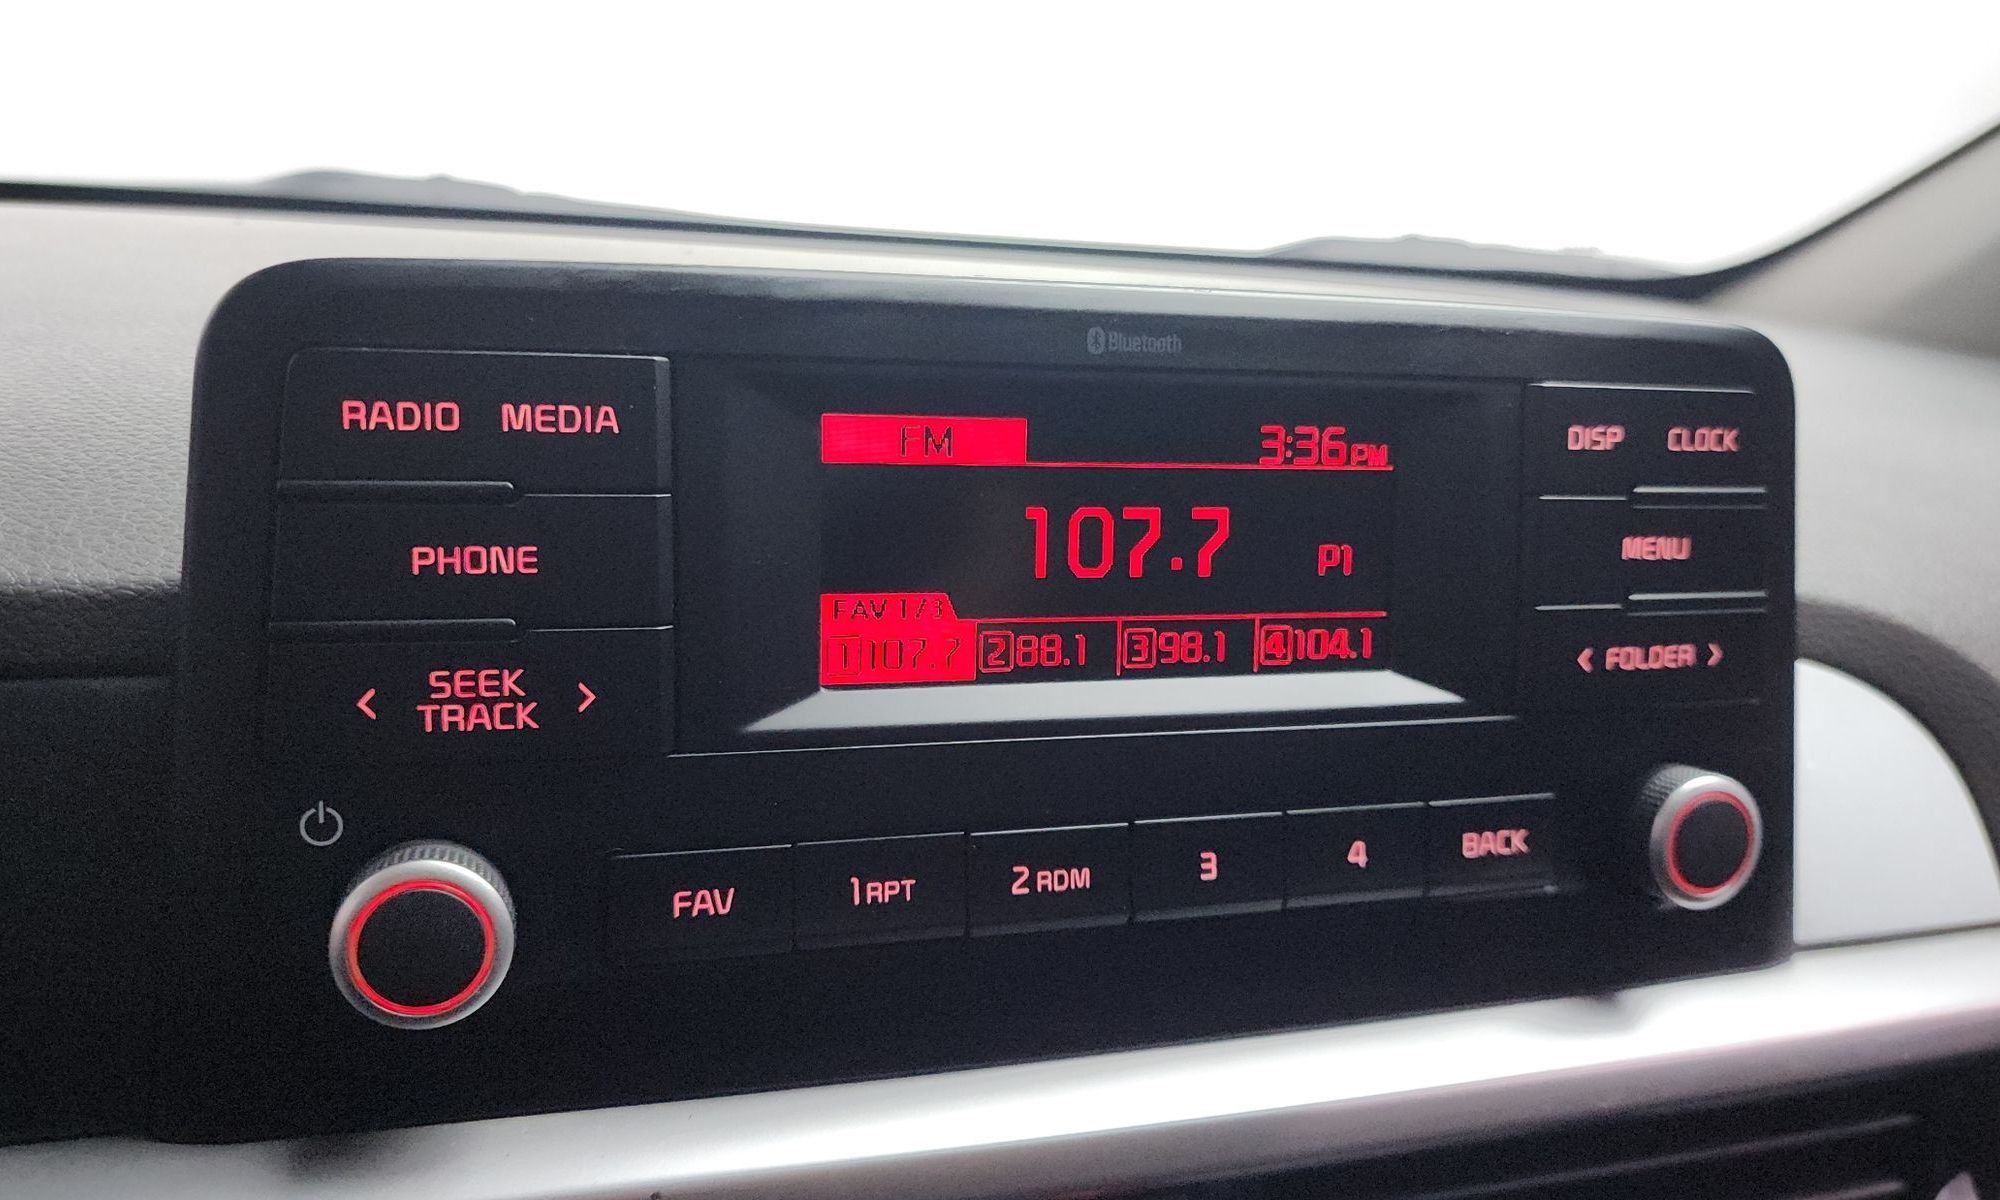 Bluetooth
RADIO MEDIA
PHONE
< SEEK TRACK >
FM 3:36PM
107.7 P1
FAV 1/3
1 107.7 2 88.1 3 98.1 4 104.1
DISP CLOCK
MENU
< FOLDER >
FAV 1 RPT 2 RDM 3 4 BACK